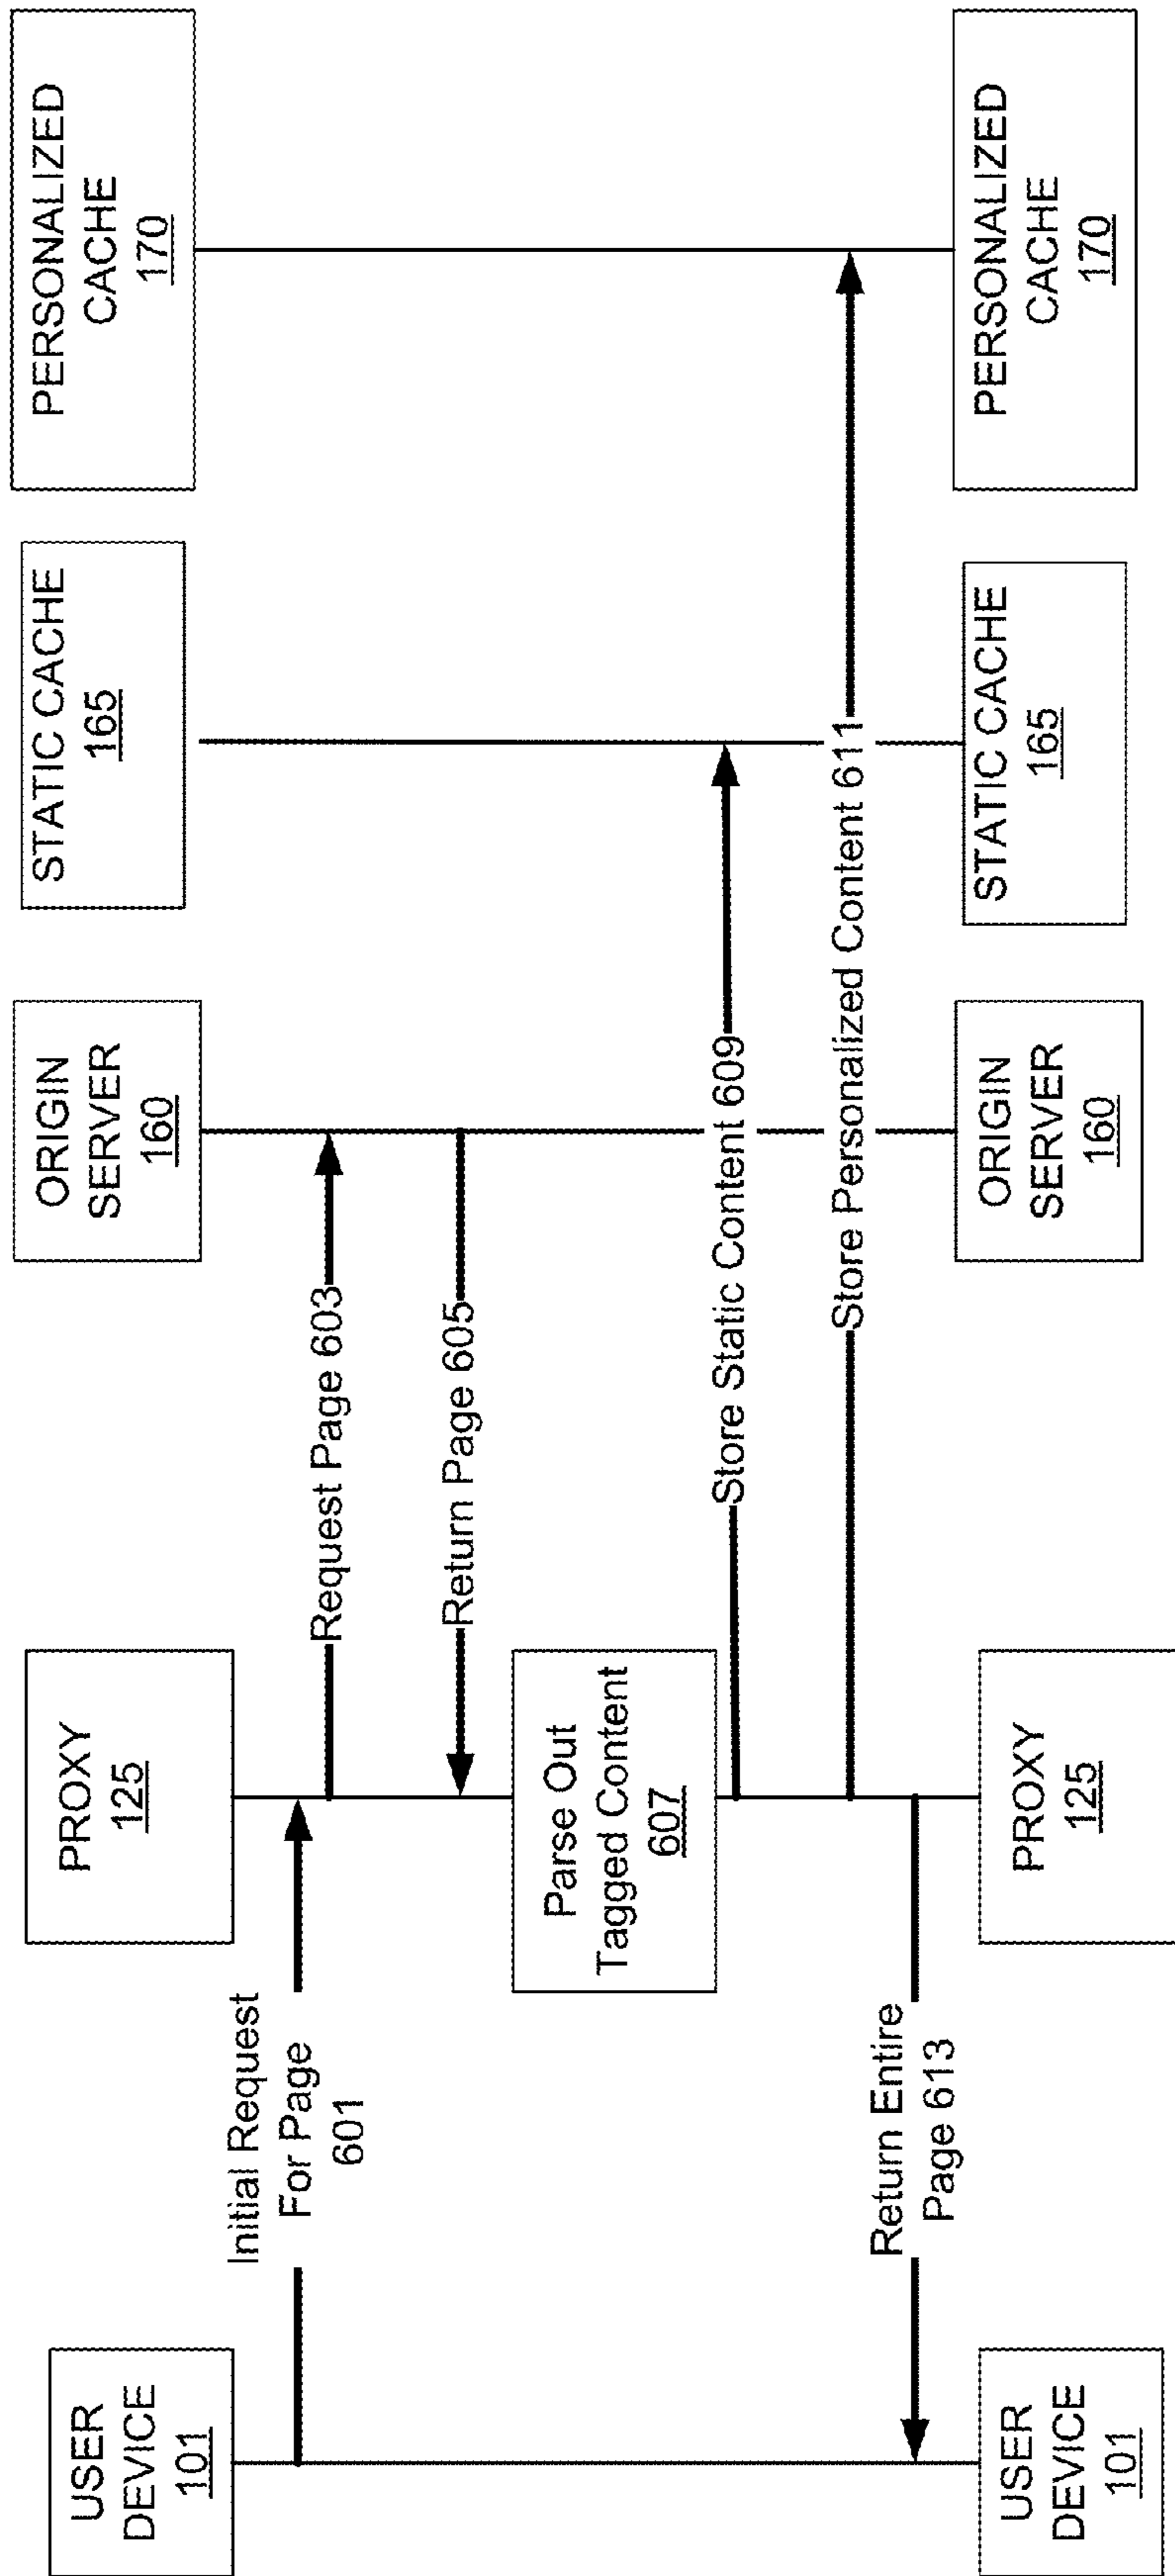 USER
DEVICE
101
PROXY
125
ORIGIN
SERVER
160
STATIC CACHE
165
PERSONALIZED
CACHE
170
Initial Request
For Page
601
Request Page 603
Return Page 605
Parse Out
Tagged Content
607
Store Static Content 609
Store Personalized Content 611
Return Entire
Page 613
USER
DEVICE
101
PROXY
125
ORIGIN
SERVER
160
STATIC CACHE
165
PERSONALIZED
CACHE
170